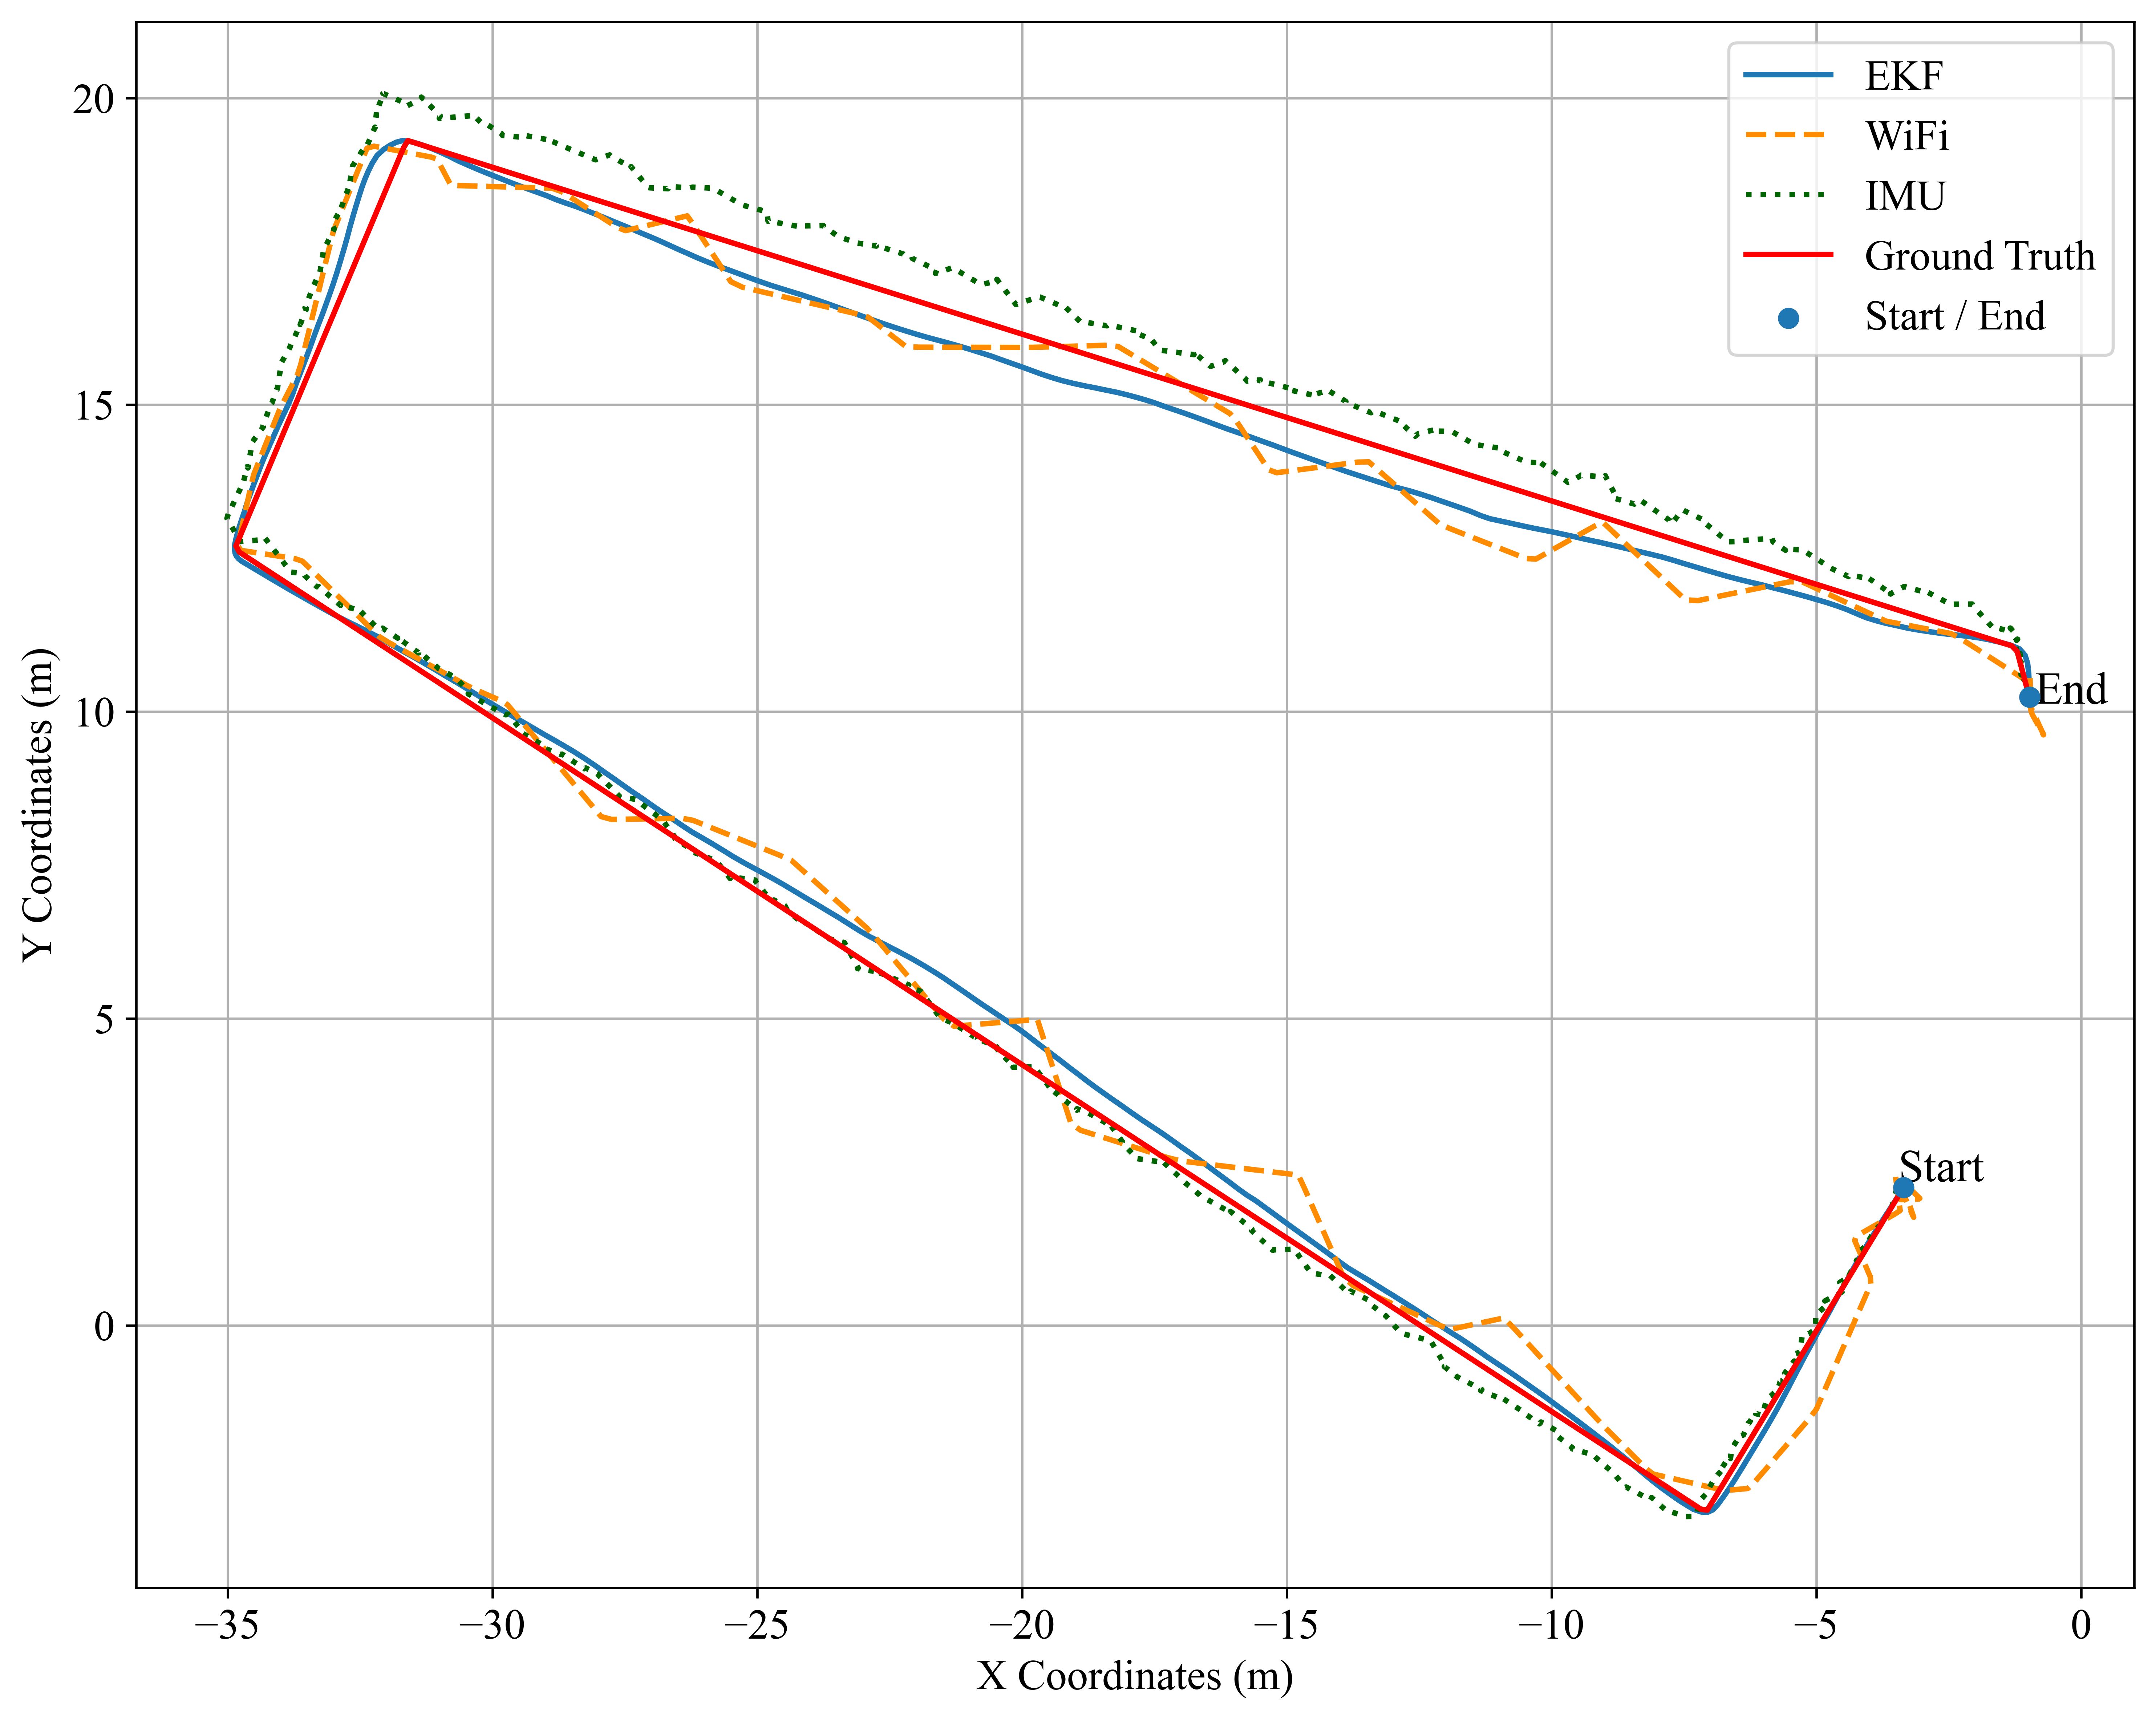 EKF
WiFi
IMU
Ground Truth
Start / End
20
15
10
5
0
Y Coordinates (m)
End
Start
−35
−30
−25
−20
−15
−10
−5
0
X Coordinates (m)